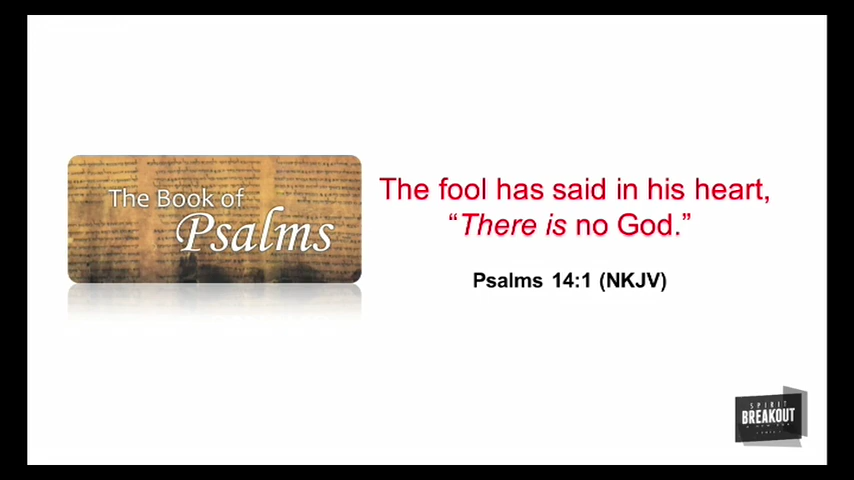 The Book of
Psalms
The fool has said in his heart,
“There is no God.”
Psalms 14:1 (NKJV)
SPIRIT
BREAKOUT